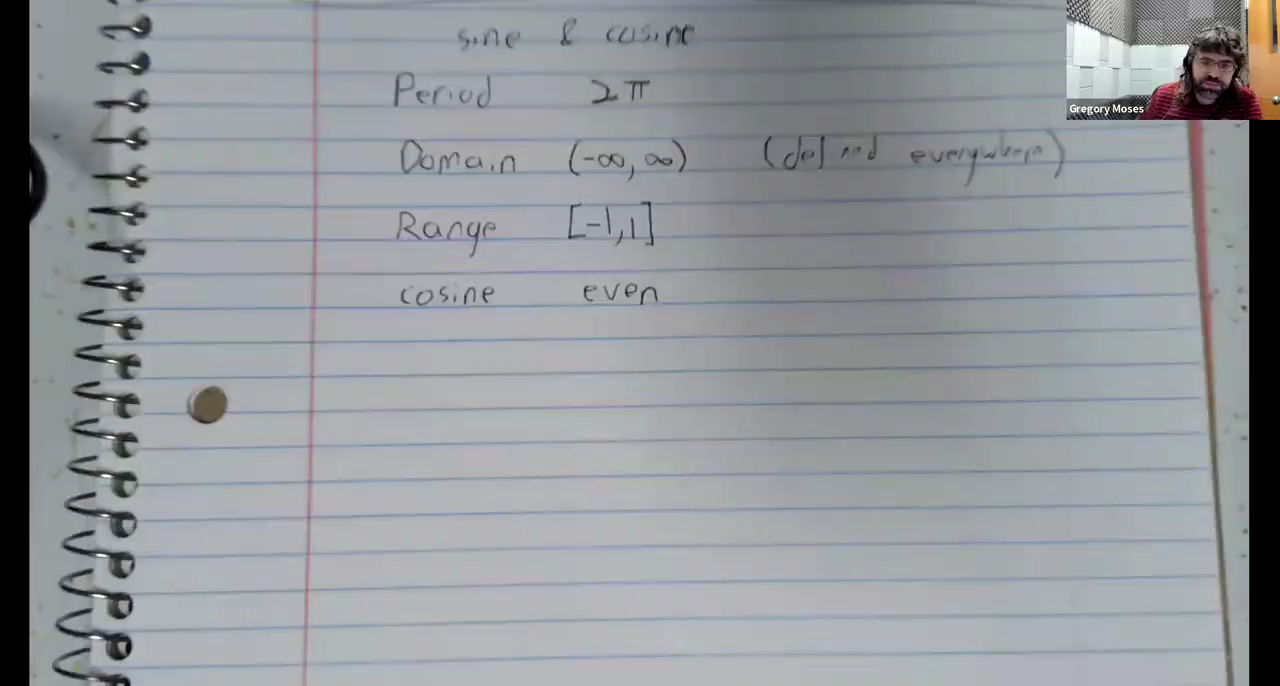 sine & cosine
Gregory Moses
Period 2π
Domain (-∞, ∞) (defined everywhere)
Range [-1, 1]
cosine even